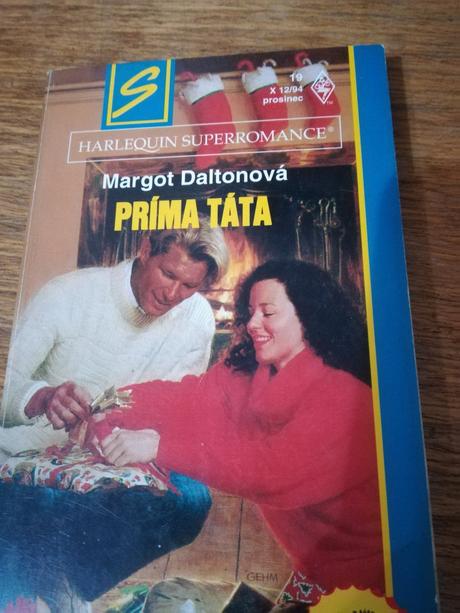 S
19
X 12/94
prosinec
HARLEQUIN SUPERROMANCE®
Margot Daltonová
PRÍMA TÁTA
GEHM